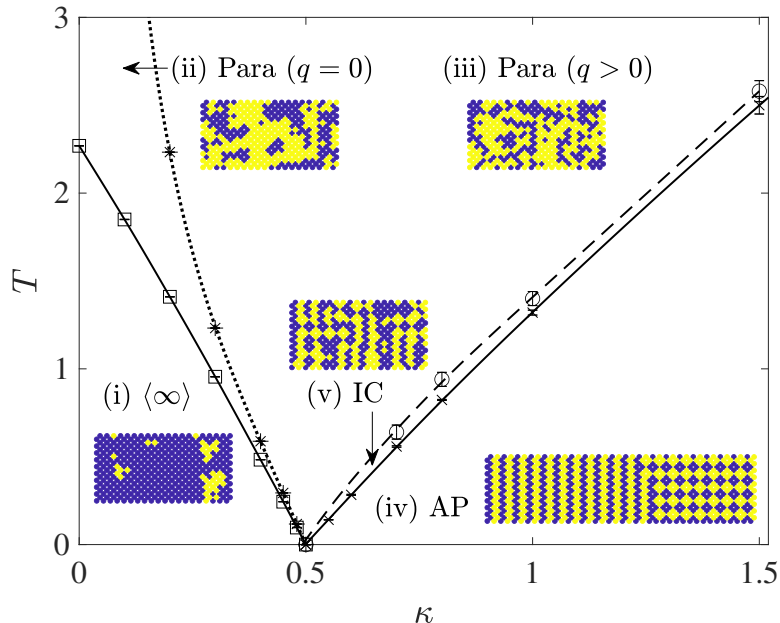 3
(ii) Para (q = 0)
(iii) Para (q > 0)
2
T
1
(i) ⟨∞⟩
(v) IC
(iv) AP
0
0
0.5
1
1.5
κ